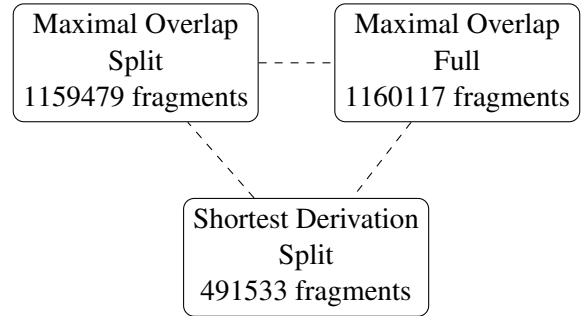 Maximal Overlap
Split
1159479 fragments
Maximal Overlap
Full
1160117 fragments
Shortest Derivation
Split
491533 fragments